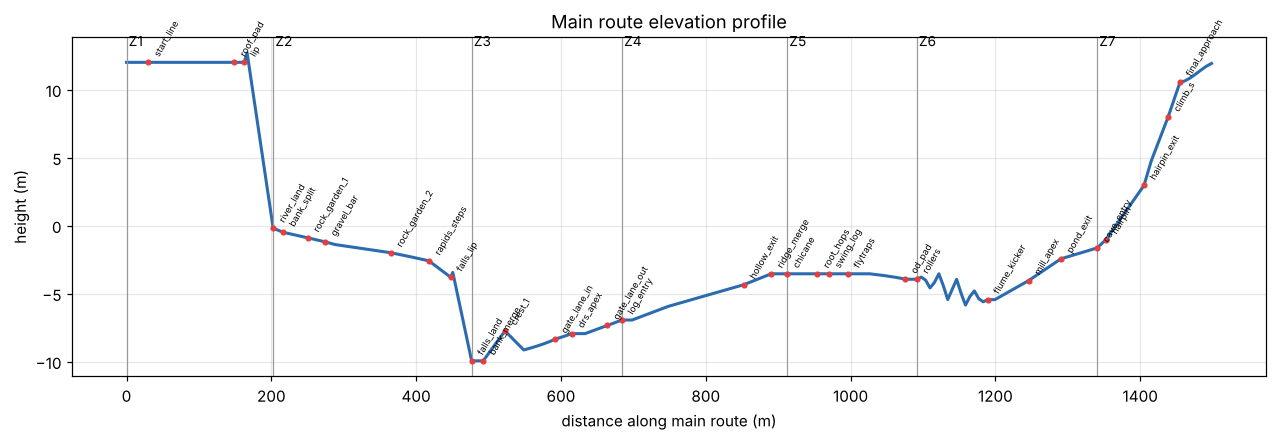 Main route elevation profile
Z1
Z2
Z3
Z4
Z5
Z6
Z7
start_line
roof_pad
lip
river_land
bank_split
rock_garden_1
gravel_bar
rock_garden_2
rapids_steps
falls_lip
falls_land
bank_merge
crest_1
gate_lane_in
drs_apex
gate_lane_out
log_entry
hollow_exit
ridge_merge
chicane
root_hops
swing_log
flytraps
od_pad
rollers
flume_kicker
mill_apex
pond_exit
hairpin_exit
climb_s
final_approach
height (m)
10
5
0
−5
−10
0
200
400
600
800
1000
1200
1400
distance along main route (m)